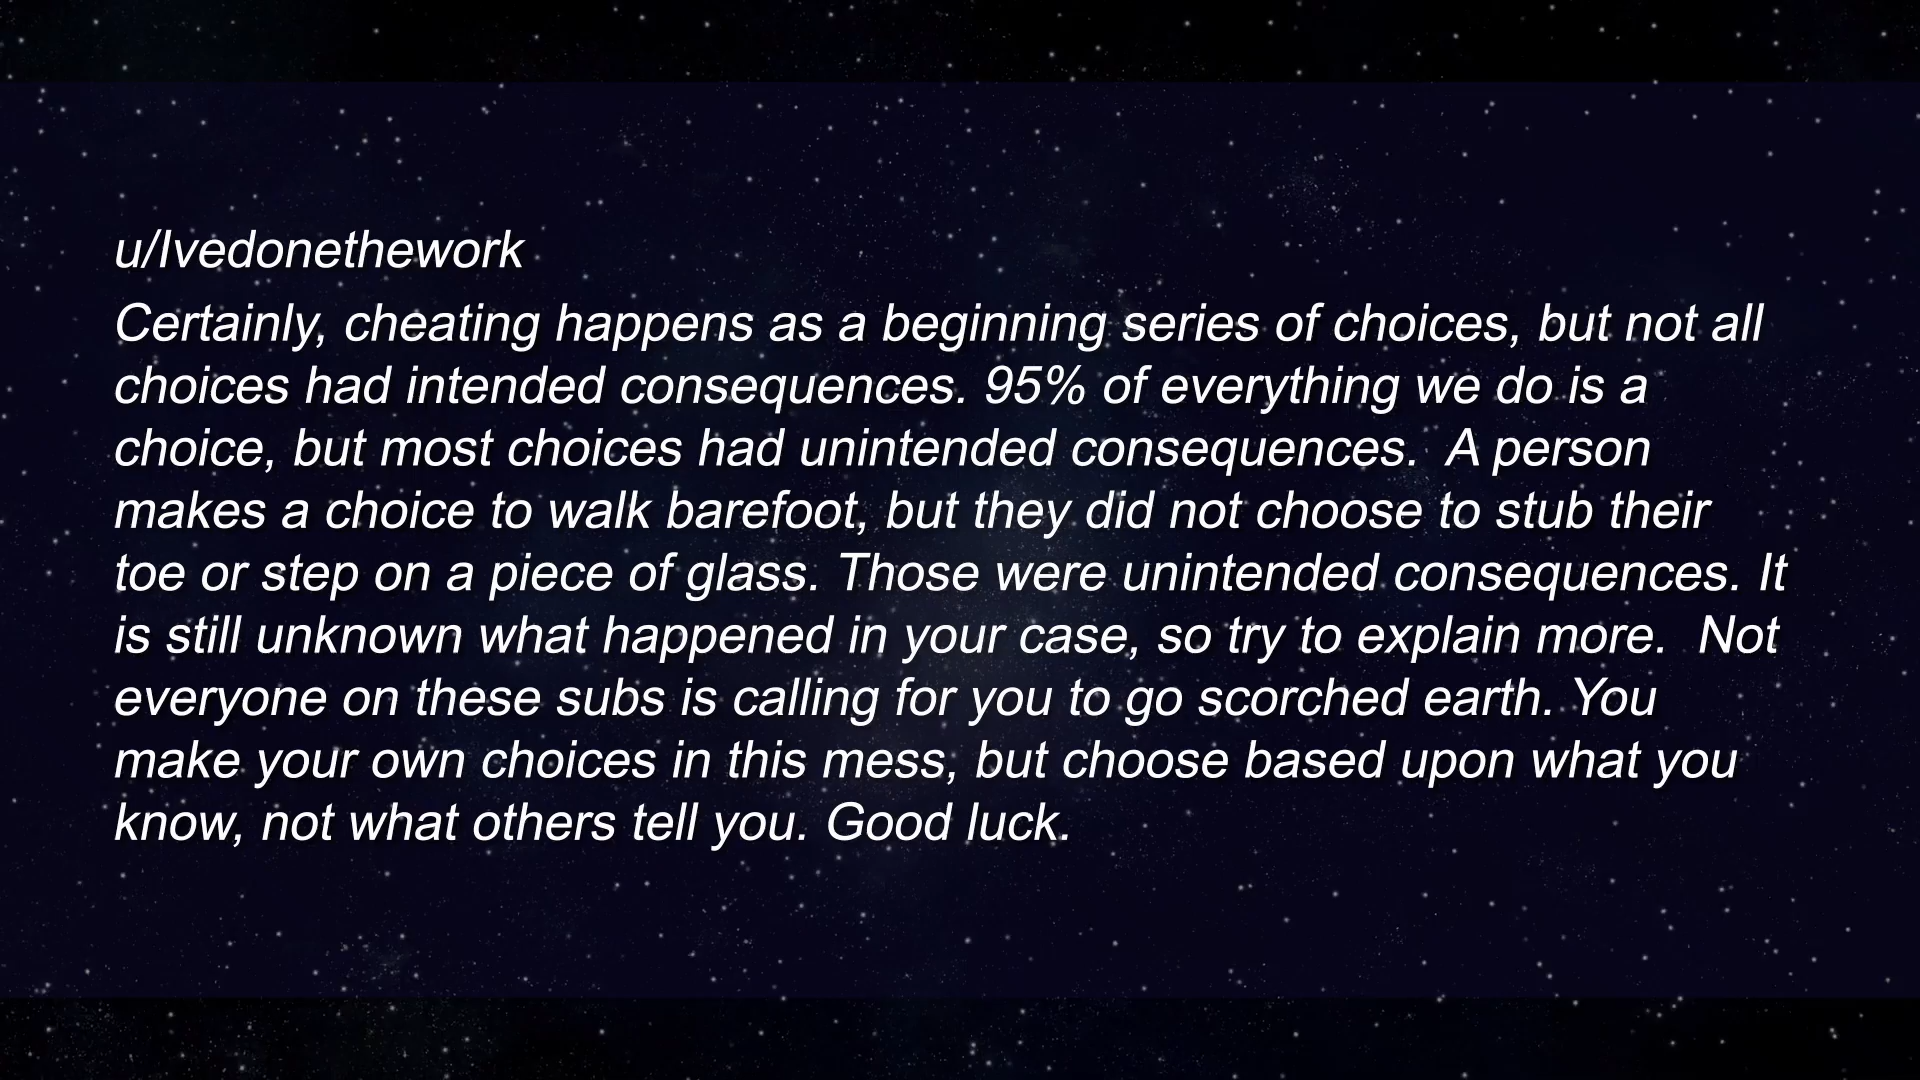 u/Ivedonethework
Certainly, cheating happens as a beginning series of choices, but not all
choices had intended consequences. 95% of everything we do is a
choice, but most choices had unintended consequences.  A person
makes a choice to walk barefoot, but they did not choose to stub their
toe or step on a piece of glass. Those were unintended consequences. It
is still unknown what happened in your case, so try to explain more.  Not
everyone on these subs is calling for you to go scorched earth. You
make your own choices in this mess, but choose based upon what you
know, not what others tell you. Good luck.